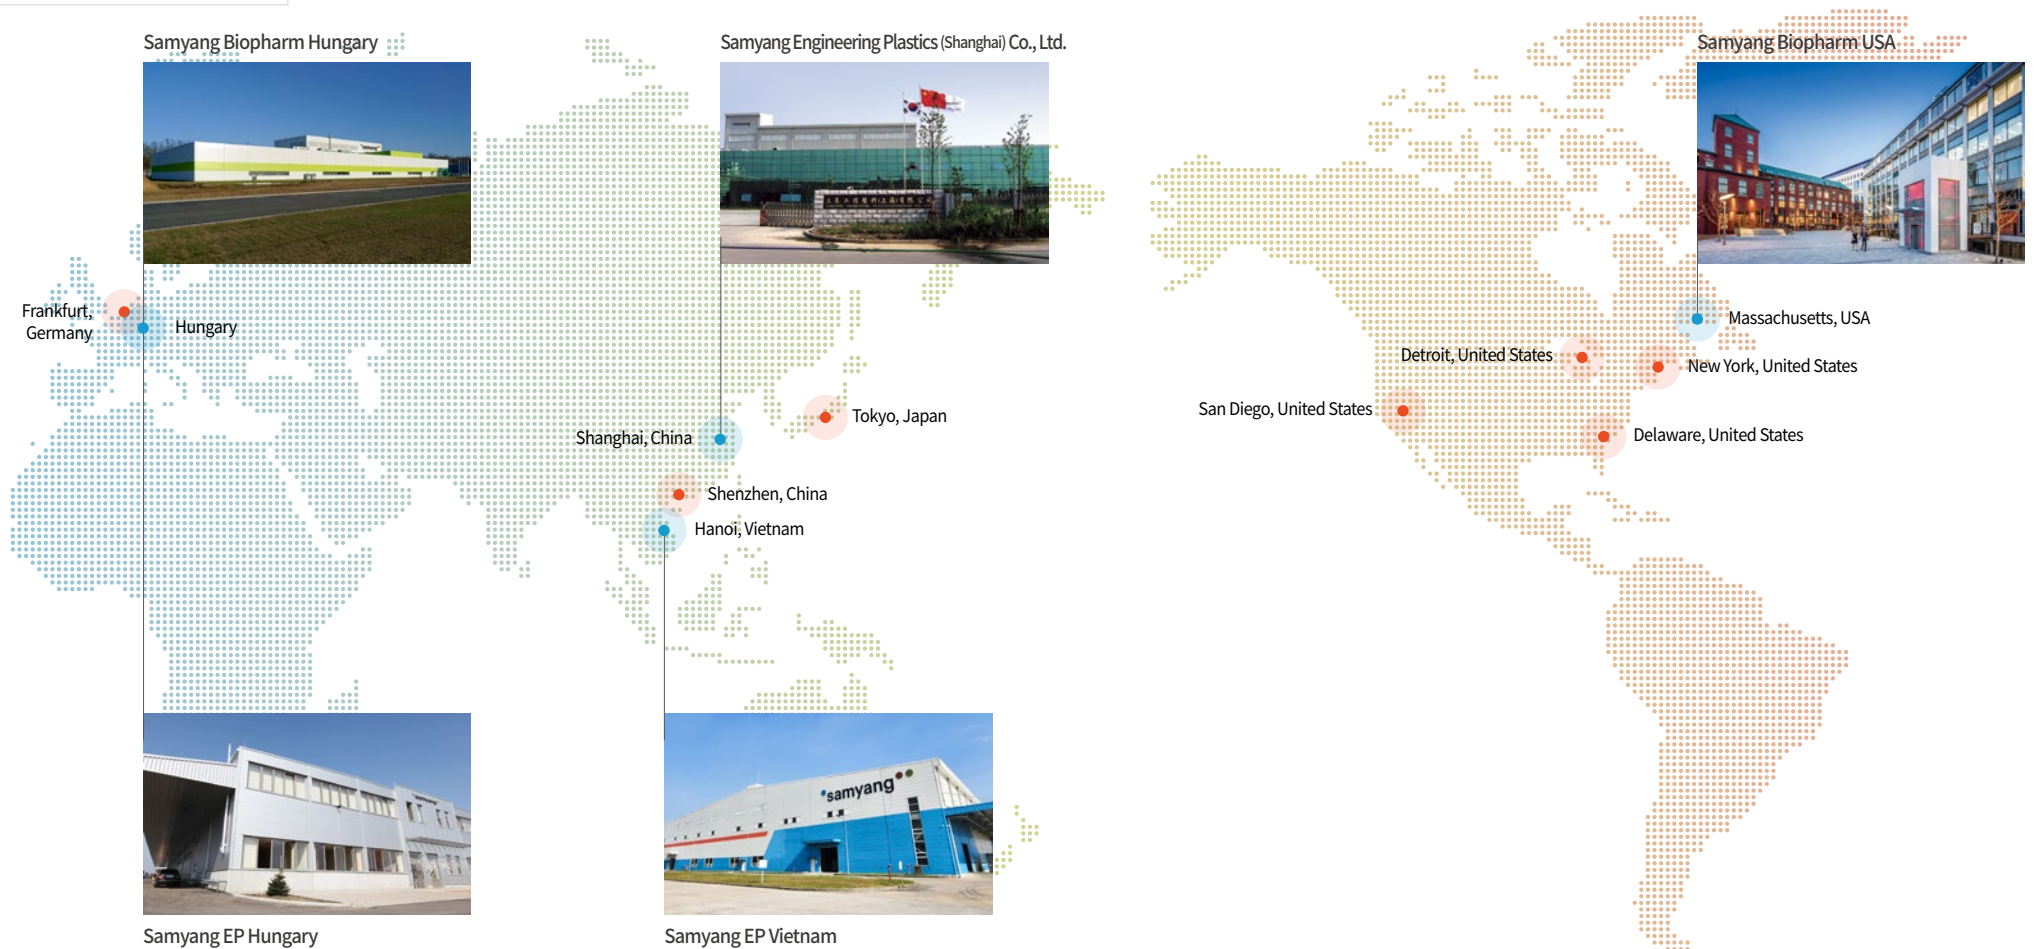 Samyang Biopharm Hungary
Samyang Engineering Plastics (Shanghai) Co., Ltd.
Samyang Biopharm USA
Frankfurt,
Germany
Hungary
Massachusetts, USA
Detroit, United States
New York, United States
San Diego, United States
Delaware, United States
Tokyo, Japan
Shanghai, China
Shenzhen, China
Hanoi, Vietnam
samyang
Samyang EP Hungary
Samyang EP Vietnam